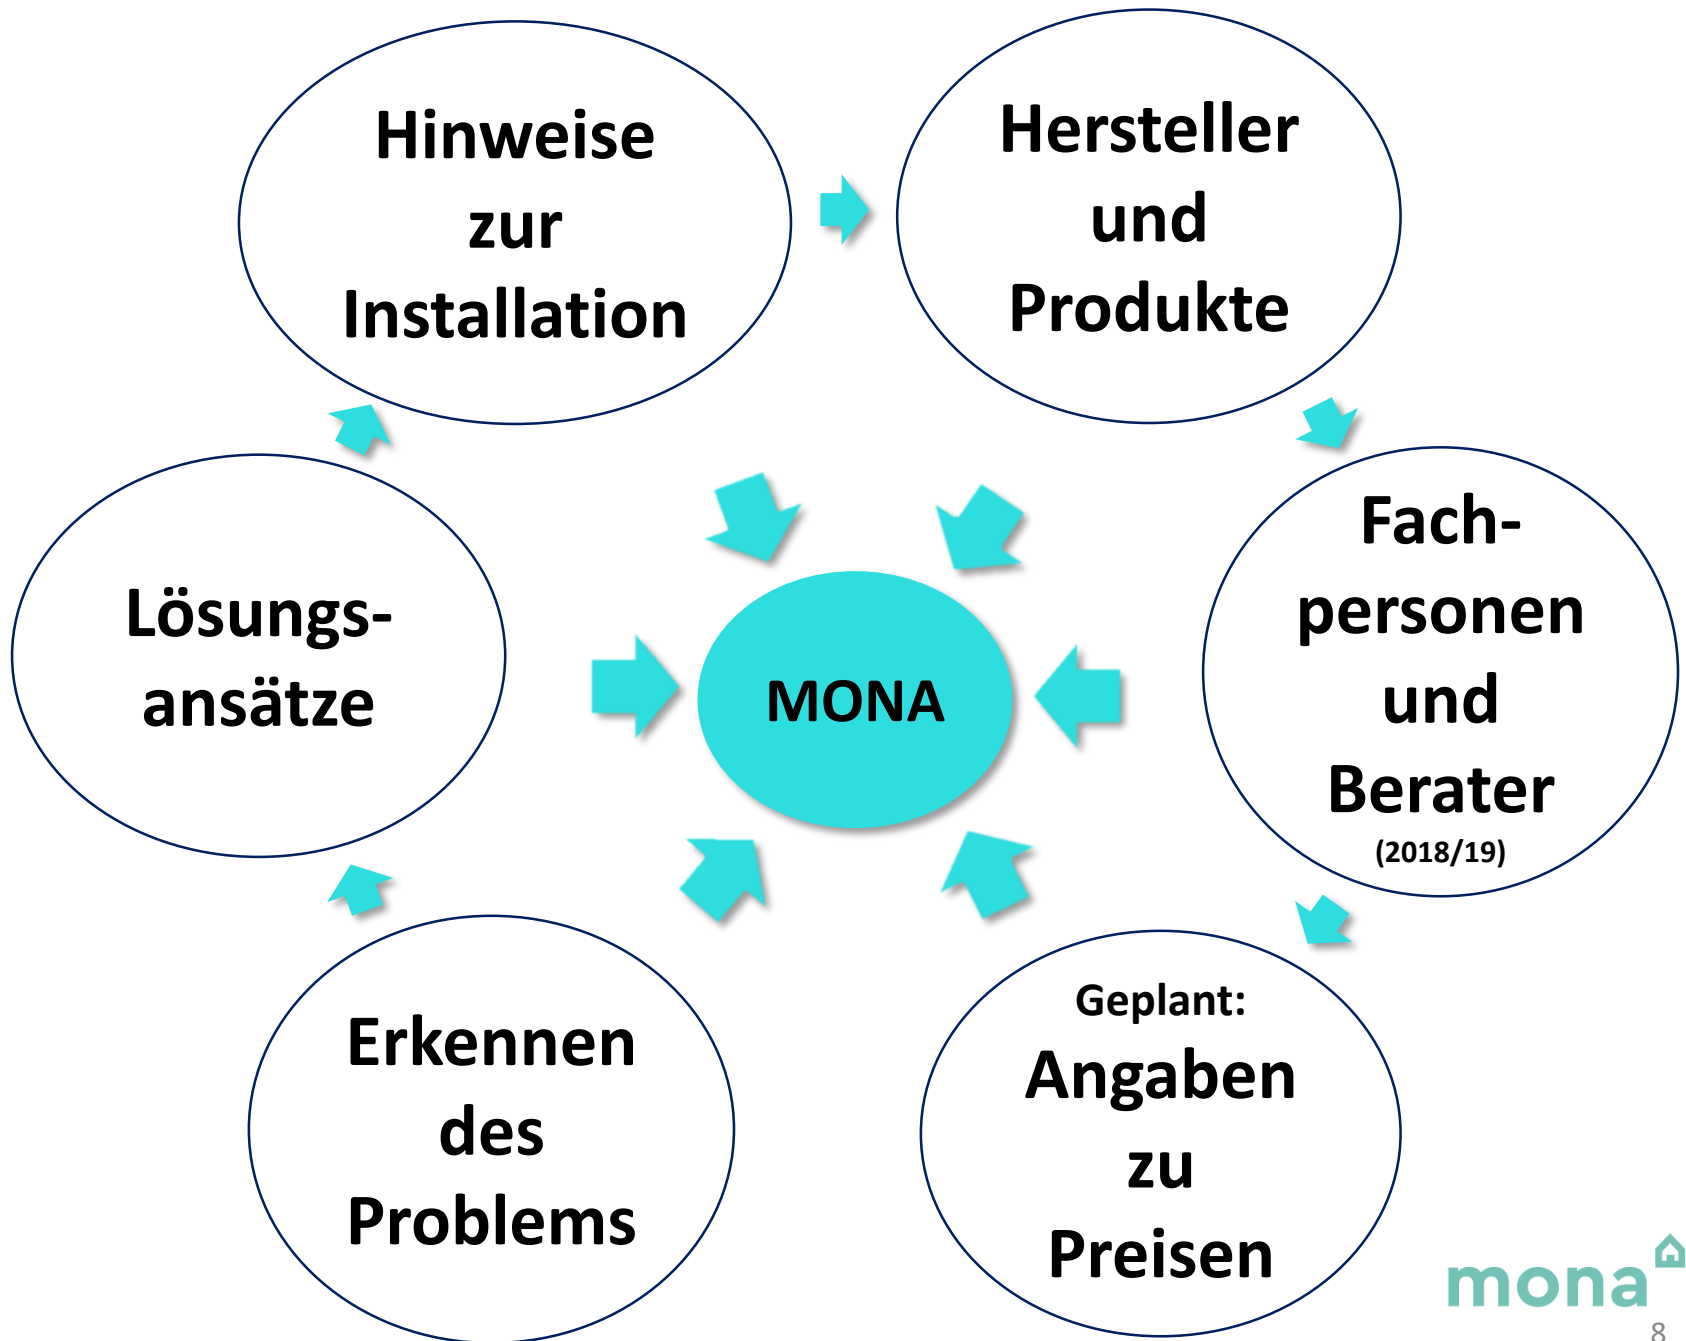 Hinweise
zur
Installation
Hersteller
und
Produkte
Lösungs-
ansätze
MONA
Fach-
personen
und
Berater
(2018/19)
Erkennen
des
Problems
Geplant:
Angaben
zu
Preisen
mona
8